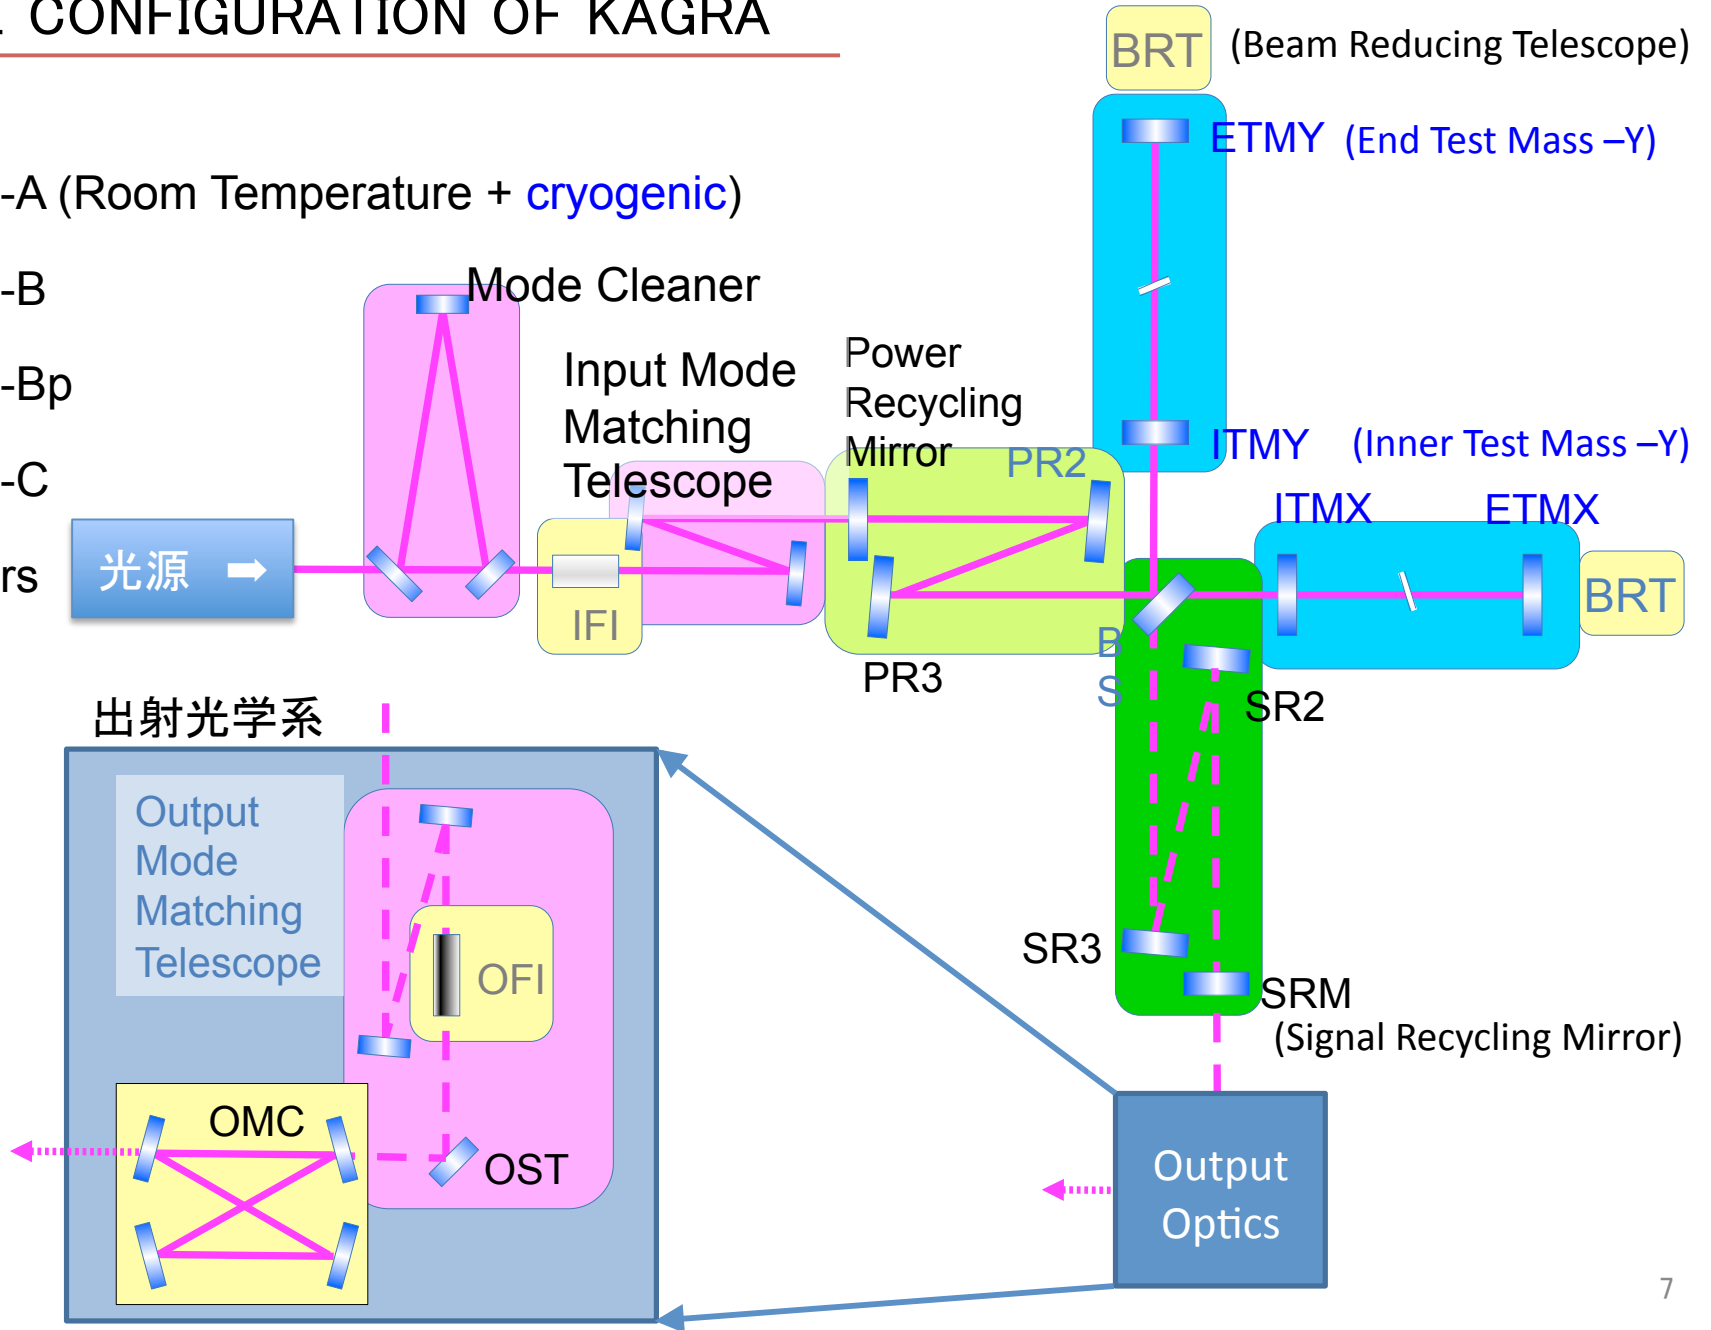 CONFIGURATION OF KAGRA
BRT
(Beam Reducing Telescope)
ETMY
(End Test Mass –Y)
-A (Room Temperature + cryogenic)
-B
Mode Cleaner
-Bp
Input Mode
Matching
Telescope
Power
Recycling
Mirror
PR2
ITMY
(Inner Test Mass –Y)
-C
ITMX
ETMX
rs
光源 ➡
IFI
BRT
B
S
PR3
SR2
出射光学系
Output
Mode
Matching
Telescope
OFI
SR3
SRM
(Signal Recycling Mirror)
OMC
OST
Output
Optics
7